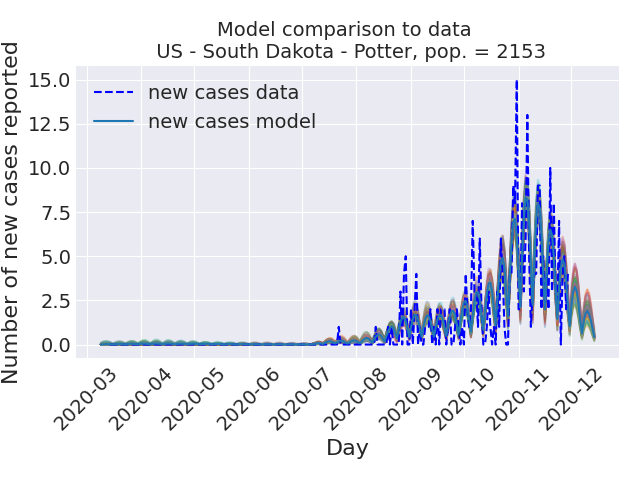 Model comparison to data
US - South Dakota - Potter, pop. = 2153
Number of new cases reported
15.0
12.5
10.0
7.5
5.0
2.5
0.0
new cases data
new cases model
2020-03
2020-04
2020-05
2020-06
2020-07
2020-08
2020-09
2020-10
2020-11
2020-12
Day